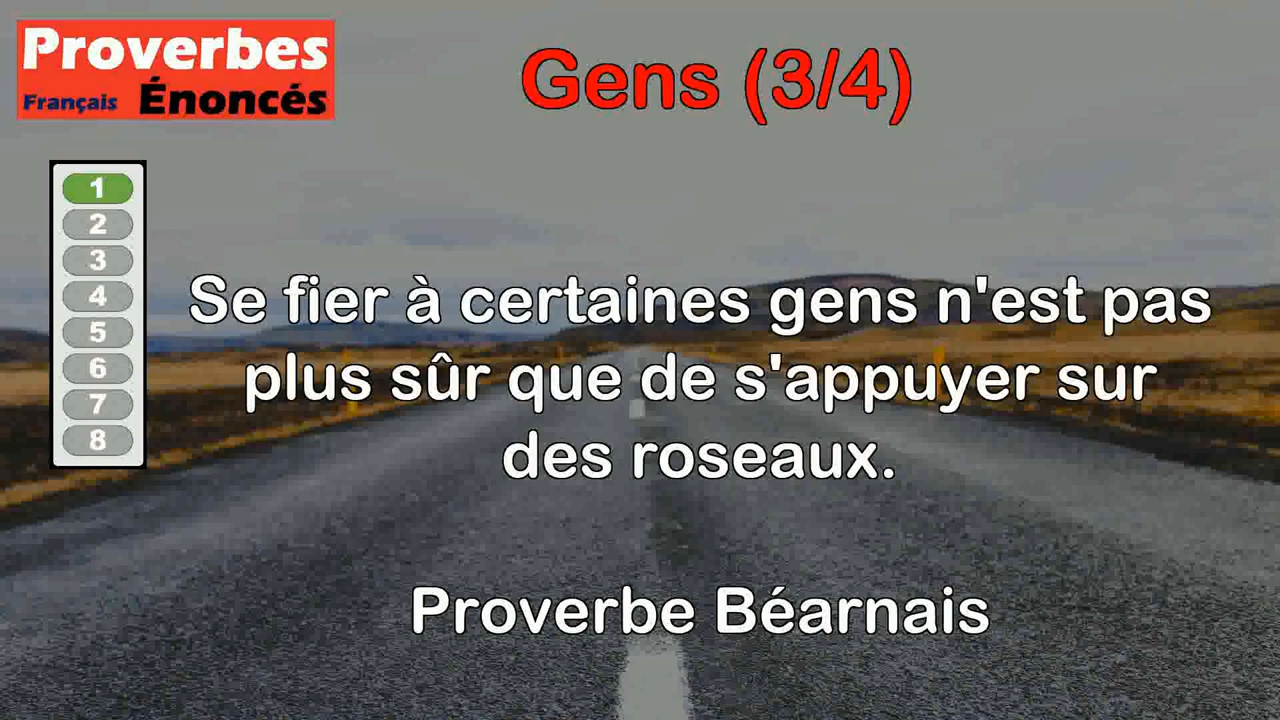 Proverbes
Français Énoncés
Gens (3/4)
1
2
3
4
5
6
7
8
Se fier à certaines gens n'est pas
plus sûr que de s'appuyer sur
des roseaux.
Proverbe Béarnais